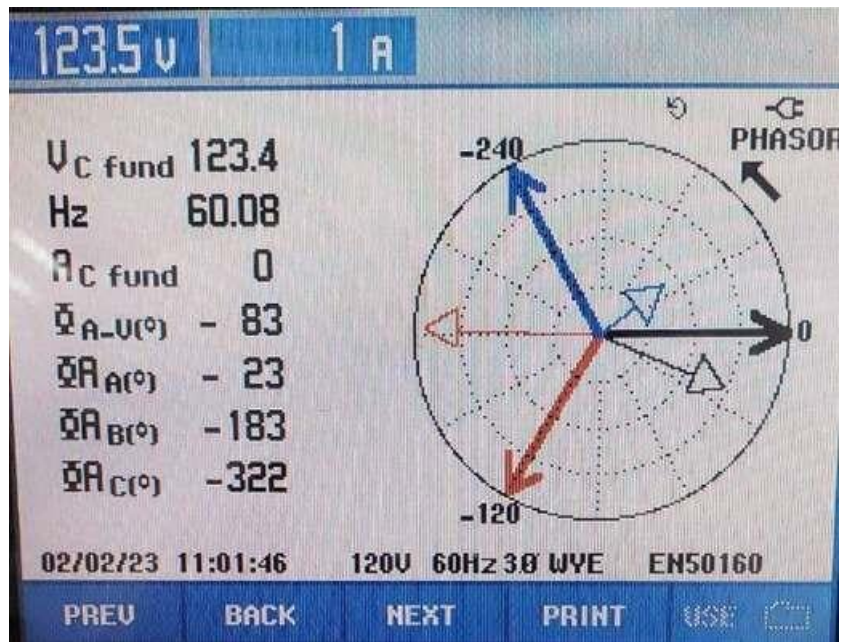 123.5 V 1 A
PHASOR
V C fund 123.4
Hz 60.08
A C fund 0
Φ A-V(°) - 83
ΦA A(°) - 23
ΦA B(°) -183
ΦA C(°) -322
-240
0
-120
02/02/23 11:01:46 120V 60Hz 3Ø WYE EN50160
PREV BACK NEXT PRINT USE